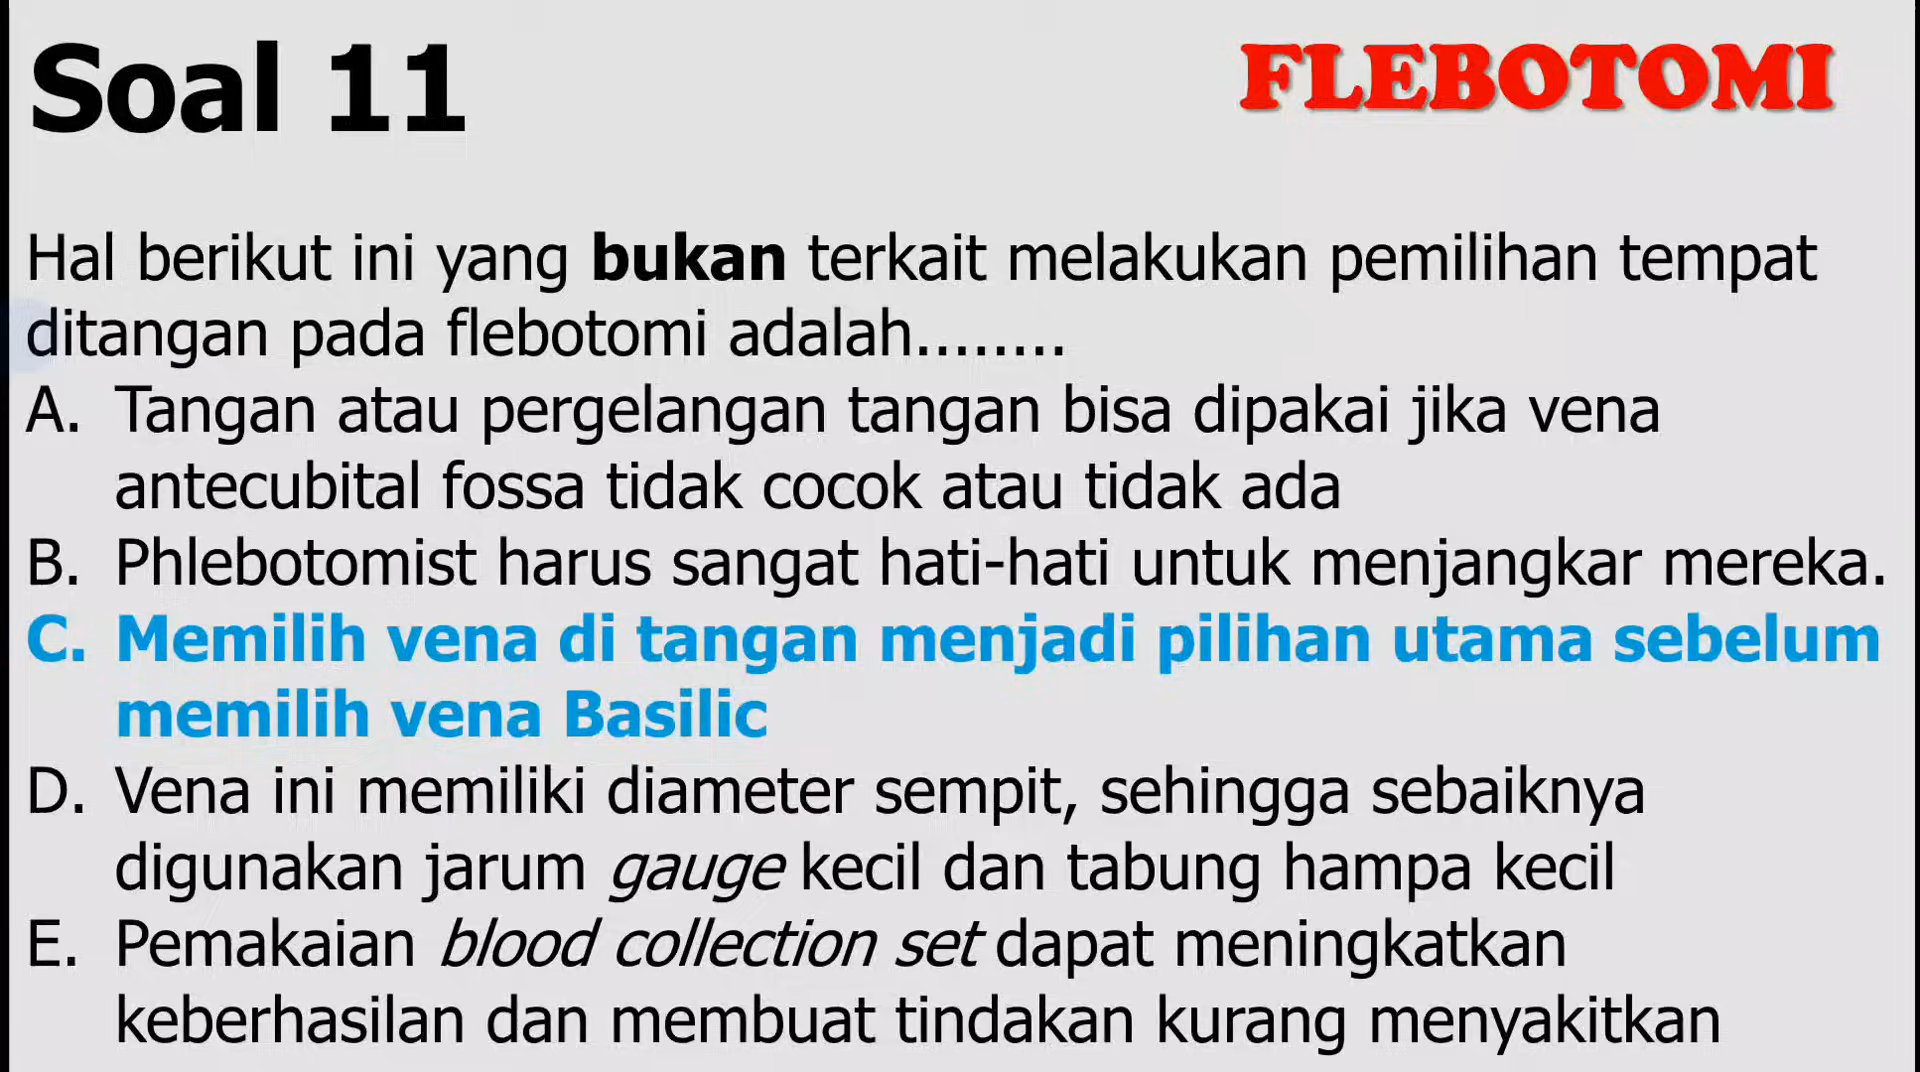 Soal 11
FLEBOTOMI
Hal berikut ini yang bukan terkait melakukan pemilihan tempat
ditangan pada flebotomi adalah........
A. Tangan atau pergelangan tangan bisa dipakai jika vena
antecubital fossa tidak cocok atau tidak ada
B. Phlebotomist harus sangat hati-hati untuk menjangkar mereka.
C. Memilih vena di tangan menjadi pilihan utama sebelum
memilih vena Basilic
D. Vena ini memiliki diameter sempit, sehingga sebaiknya
digunakan jarum gauge kecil dan tabung hampa kecil
E. Pemakaian blood collection set dapat meningkatkan
keberhasilan dan membuat tindakan kurang menyakitkan